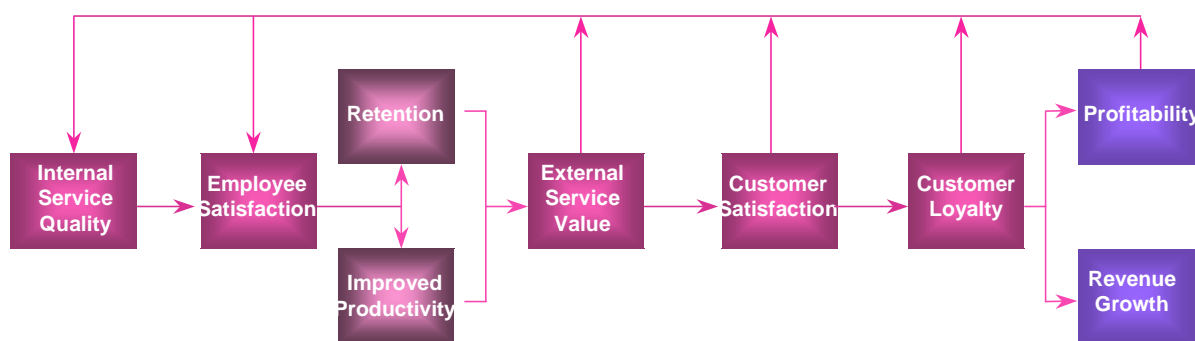 Internal
Service
Quality
Employee
Satisfaction
Retention
Improved
Productivity
External
Service
Value
Customer
Satisfaction
Customer
Loyalty
Profitability
Revenue
Growth